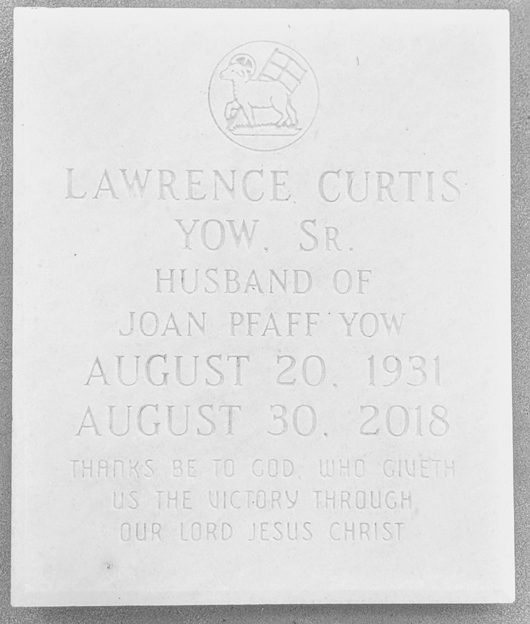 LAWRENCE CURTIS
YOW, SR.
HUSBAND OF
JOAN PFAFF YOW
AUGUST 20, 1931
AUGUST 30, 2018
THANKS BE TO GOD, WHO GIVETH
US THE VICTORY THROUGH
OUR LORD JESUS CHRIST